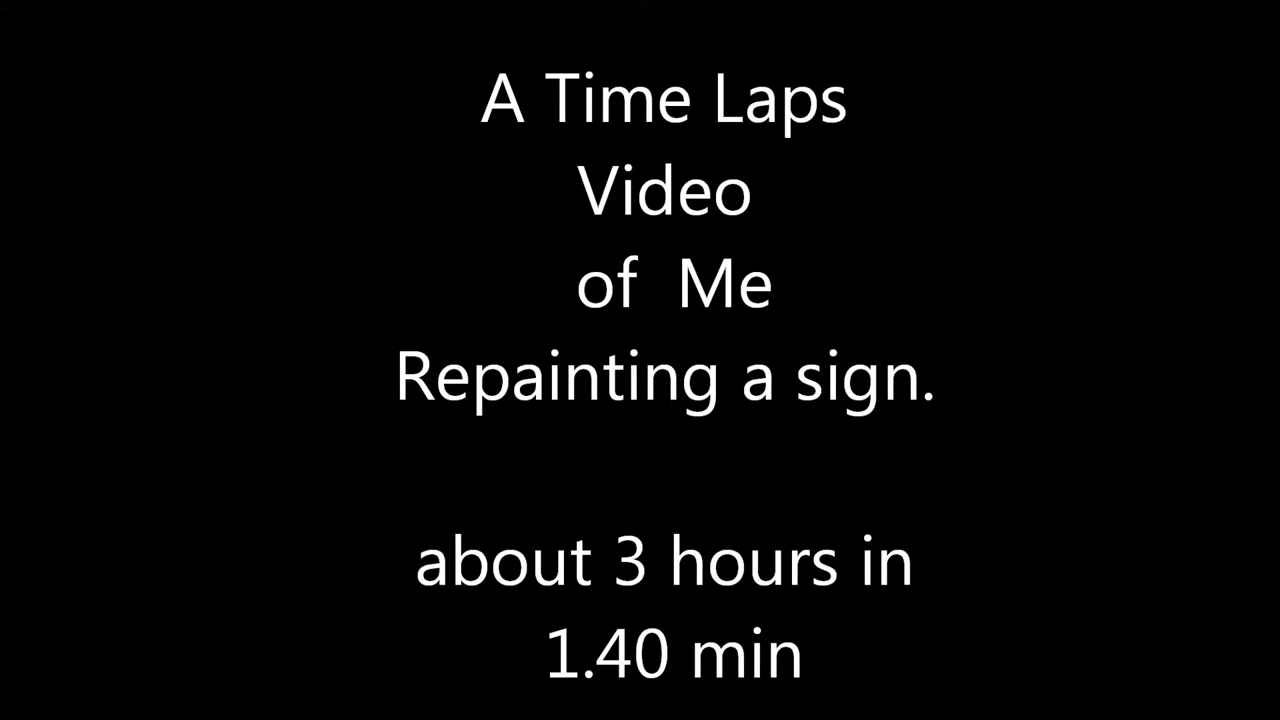 A Time Laps
Video
of Me
Repainting a sign.
about 3 hours in
1.40 min